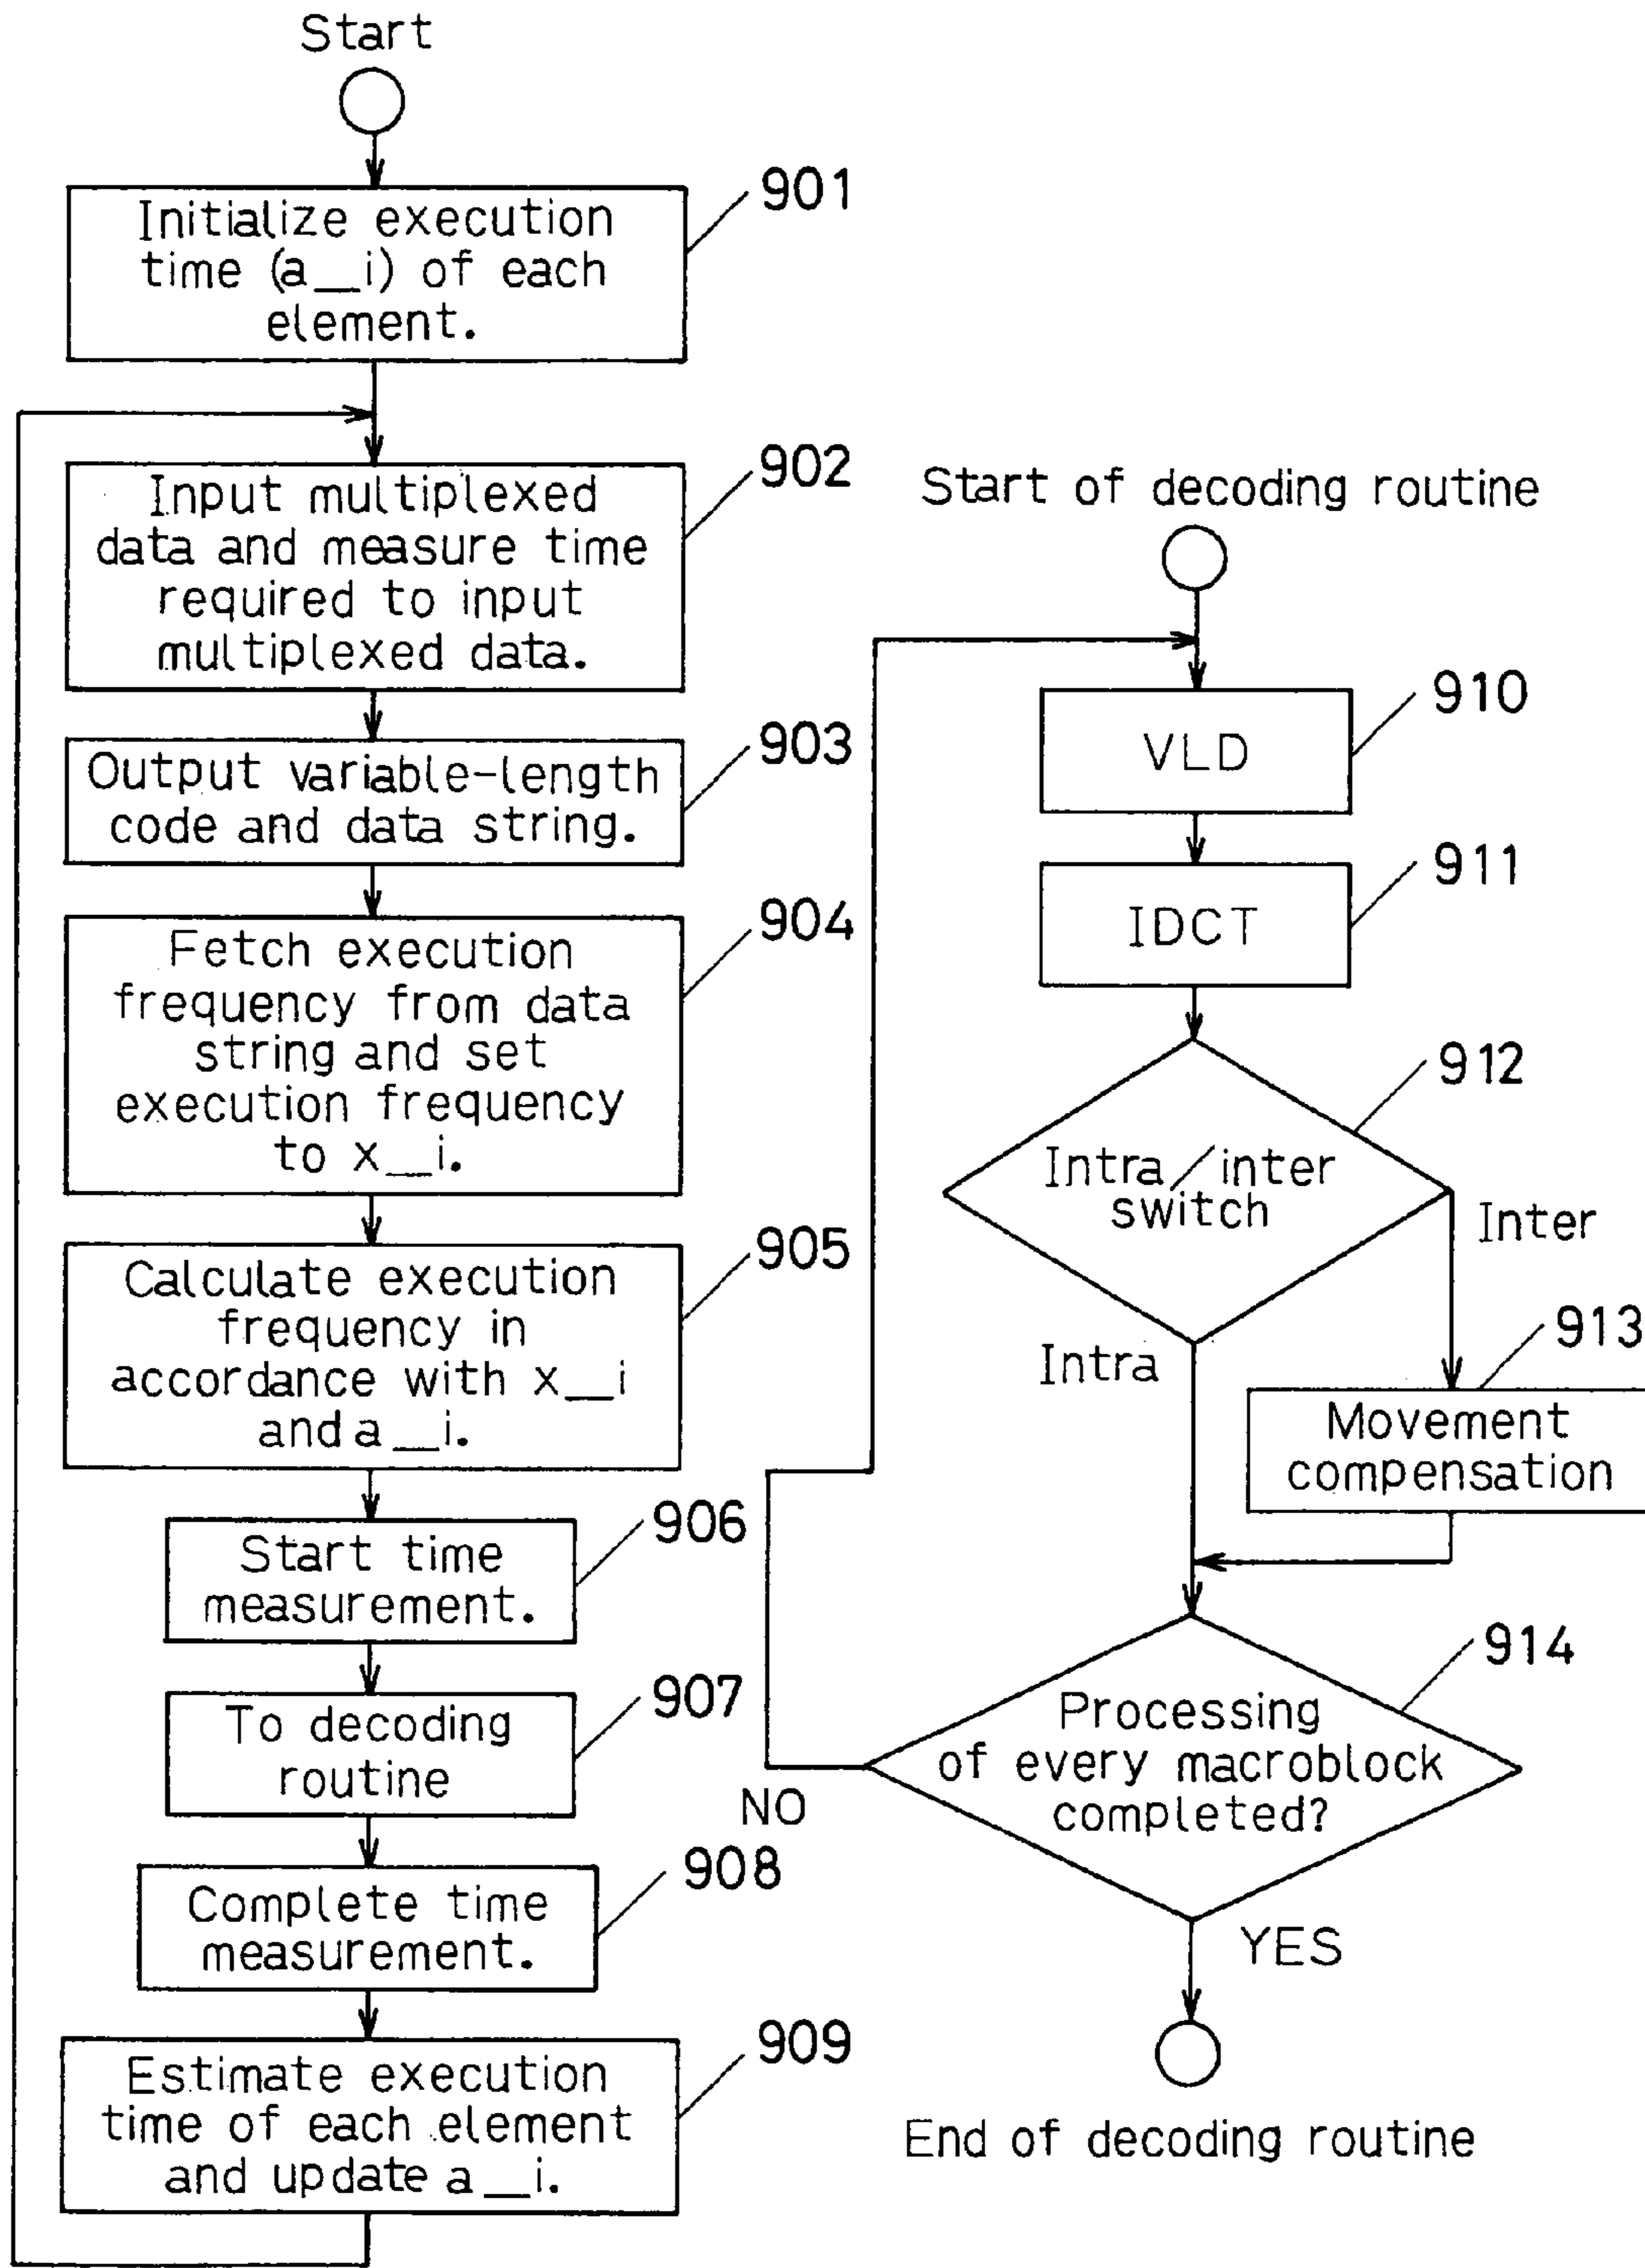 Start
901
Initialize execution
time (a__i) of each
element.
902
Input multiplexed
data and measure time
required to input
multiplexed data.
903
Output variable-length
code and data string.
904
Fetch execution
frequency from data
string and set
execution frequency
to x__i.
905
Calculate execution
frequency in
accordance with x__i
and a__i.
906
Start time
measurement.
907
To decoding
routine
908
Complete time
measurement.
909
Estimate execution
time of each element
and update a__i.
Start of decoding routine
910
VLD
911
IDCT
912
Intra/inter
switch
Inter
Intra
913
Movement
compensation
914
Processing
of every macroblock
completed?
NO
YES
End of decoding routine